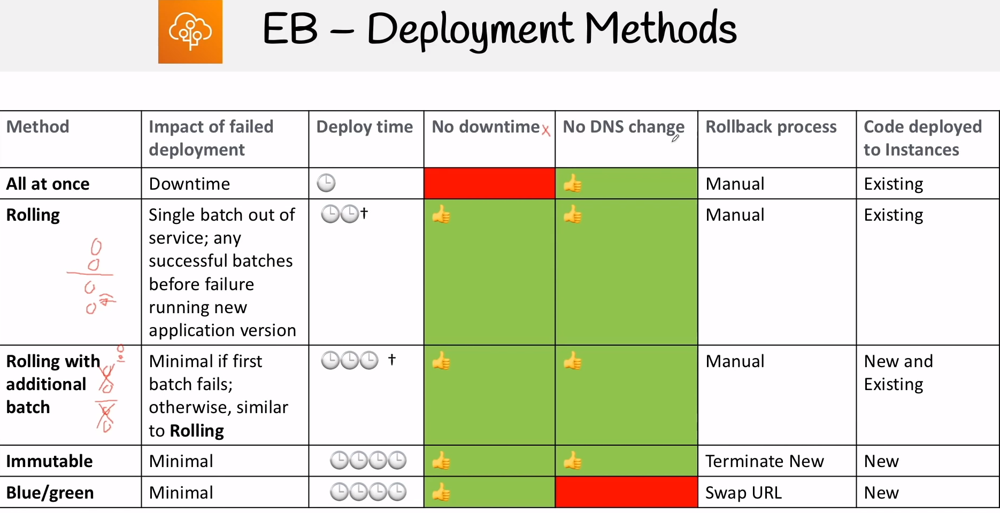 EB – Deployment Methods
Method
Impact of failed
deployment
Deploy time
No downtime
No DNS change
Rollback process
Code deployed
to Instances
All at once
Downtime
Manual
Existing
Rolling
Single batch out of
service; any
successful batches
before failure
running new
application version
†
Manual
Existing
Rolling with
additional
batch
Minimal if first
batch fails;
otherwise, similar
to Rolling
†
Manual
New and
Existing
Immutable
Minimal
Terminate New
New
Blue/green
Minimal
Swap URL
New